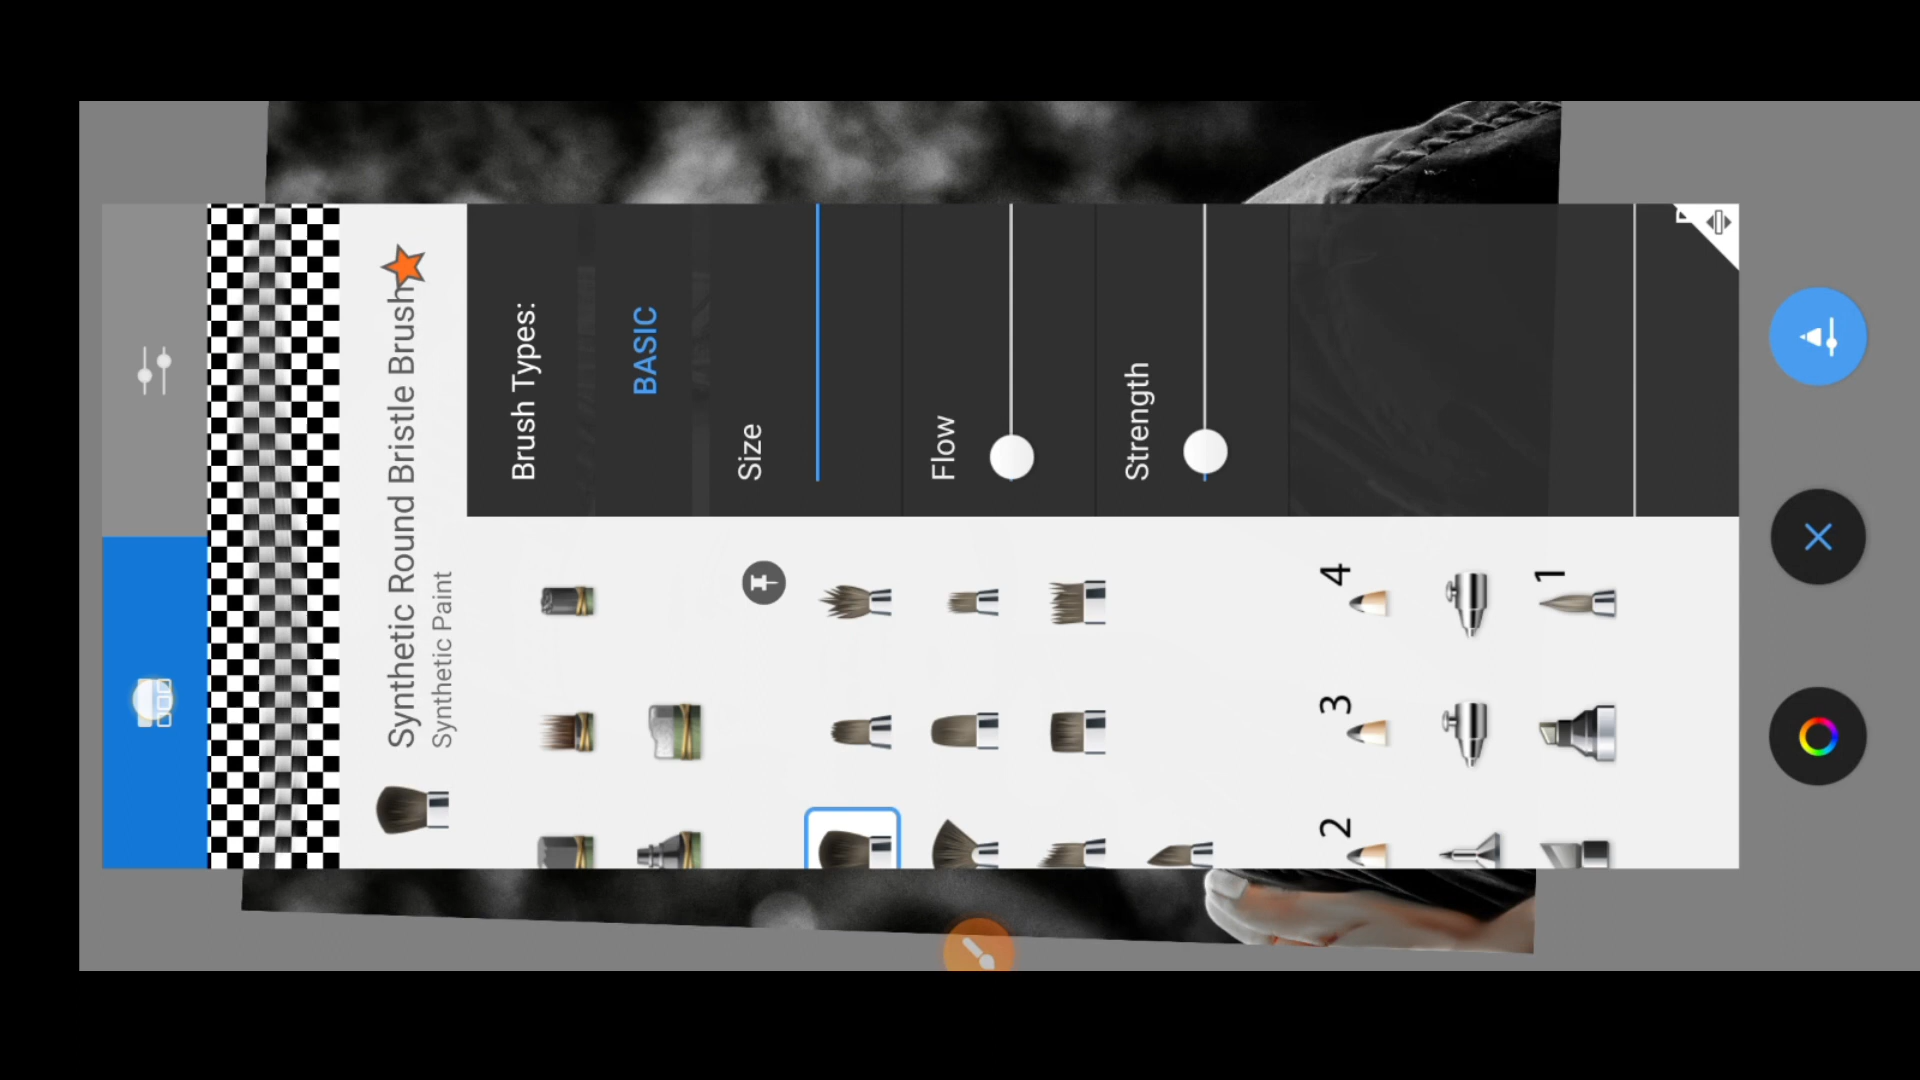 Synthetic Round Bristle Brush
Synthetic Paint
Brush Types:
BASIC
Size
Flow
Strength
2
3
4
1